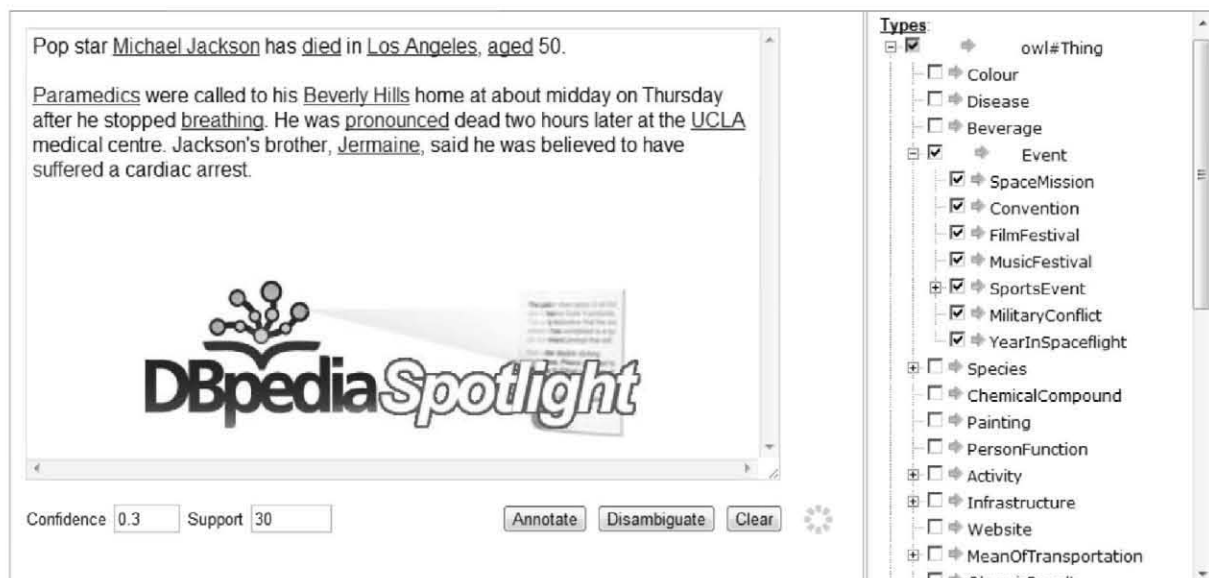 Pop star Michael Jackson has died in Los Angeles, aged 50.
Paramedics were called to his Beverly Hills home at about midday on Thursday
after he stopped breathing. He was pronounced dead two hours later at the UCLA
medical centre. Jackson's brother, Jermaine, said he was believed to have
suffered a cardiac arrest.
DBpedia Spotlight
Confidence 0.3 Support 30 Annotate Disambiguate Clear
Types:
owl#Thing
Colour
Disease
Beverage
Event
SpaceMission
Convention
FilmFestival
MusicFestival
SportsEvent
MilitaryConflict
YearInSpaceflight
Species
ChemicalCompound
Painting
PersonFunction
Activity
Infrastructure
Website
MeanOfTransportation